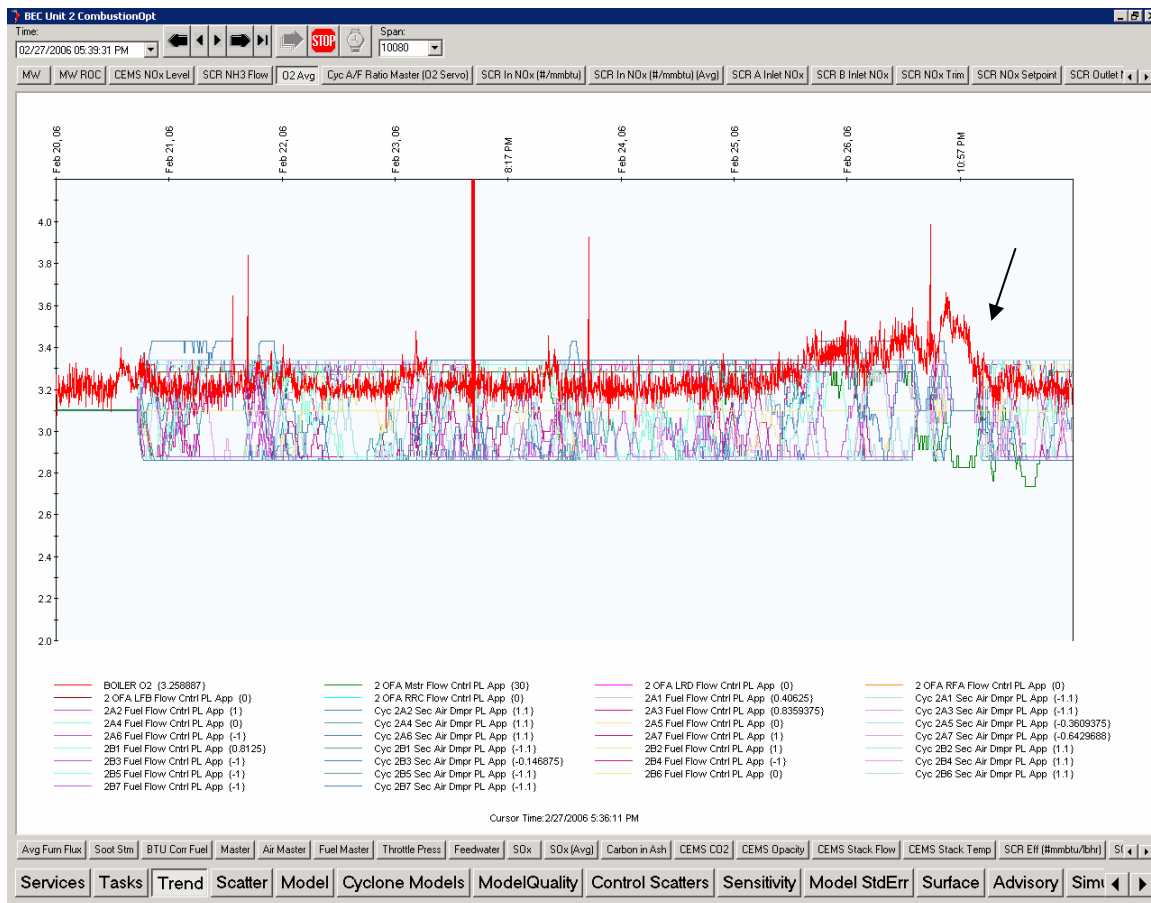 BEC Unit 2 CombustionOpt
Time:
02/27/2006 05:39:31 PM
STOP
Span:
10080
MW MW ROC CEMS NOx Level SCR NH3 Flow O2 Avg Cyc A/F Ratio Master (O2 Servo) SCR In NOx (#/mmbtu) SCR In NOx (#/mmbtu) (Avg) SCR A Inlet NOx SCR B Inlet NOx SCR NOx Trim SCR NOx Setpoint SCR Outlet
Feb 20, 06 Feb 21, 06 Feb 22, 06 Feb 23, 06 8:17 PM Feb 24, 06 Feb 25, 06 Feb 26, 06 10:57 PM
4.0
3.8
3.6
3.4
3.2
3.0
2.8
2.6
2.4
2.2
2.0
BOILER O2 {3.258887} 2 OFA Mstr Flow Cntrl PL App {30} 2 OFA LRD Flow Cntrl PL App {0} 2 OFA RFA Flow Cntrl PL App {0}
2 OFA LFB Flow Cntrl PL App {0} 2 OFA RRC Flow Cntrl PL App {0} 2A1 Fuel Flow Cntrl PL App {0.40625} Cyc 2A1 Sec Air Dmpr PL App {-1.1}
2A2 Fuel Flow Cntrl PL App {1} Cyc 2A2 Sec Air Dmpr PL App {1.1} 2A3 Fuel Flow Cntrl PL App {0.8359375} Cyc 2A3 Sec Air Dmpr PL App {-1.1}
2A4 Fuel Flow Cntrl PL App {0} Cyc 2A4 Sec Air Dmpr PL App {1.1} 2A5 Fuel Flow Cntrl PL App {0} Cyc 2A5 Sec Air Dmpr PL App {-0.3609375}
2A6 Fuel Flow Cntrl PL App {-1} Cyc 2A6 Sec Air Dmpr PL App {1.1} 2A7 Fuel Flow Cntrl PL App {1} Cyc 2A7 Sec Air Dmpr PL App {-0.6429688}
2B1 Fuel Flow Cntrl PL App {0.8125} Cyc 2B1 Sec Air Dmpr PL App {-1.1} 2B2 Fuel Flow Cntrl PL App {1} Cyc 2B2 Sec Air Dmpr PL App {1.1}
2B3 Fuel Flow Cntrl PL App {-1} Cyc 2B3 Sec Air Dmpr PL App {-0.146875} 2B4 Fuel Flow Cntrl PL App {-1} Cyc 2B4 Sec Air Dmpr PL App {1.1}
2B5 Fuel Flow Cntrl PL App {-1} Cyc 2B5 Sec Air Dmpr PL App {-1.1} 2B6 Fuel Flow Cntrl PL App {0} Cyc 2B6 Sec Air Dmpr PL App {1.1}
2B7 Fuel Flow Cntrl PL App {-1} Cyc 2B7 Sec Air Dmpr PL App {-1.1}
Cursor Time:2/27/2006 5:36:11 PM
Avg Furn Flux Soot Stm BTU Corr Fuel Master Air Master Fuel Master Throttle Press Feedwater SOx SOx (Avg) Carbon in Ash CEMS CO2 CEMS Opacity CEMS Stack Flow CEMS Stack Temp SCR Eff (#mmbtu/lbhr)
Services Tasks Trend Scatter Model Cyclone Models ModelQuality Control Scatters Sensitivity Model StdErr Surface Advisory